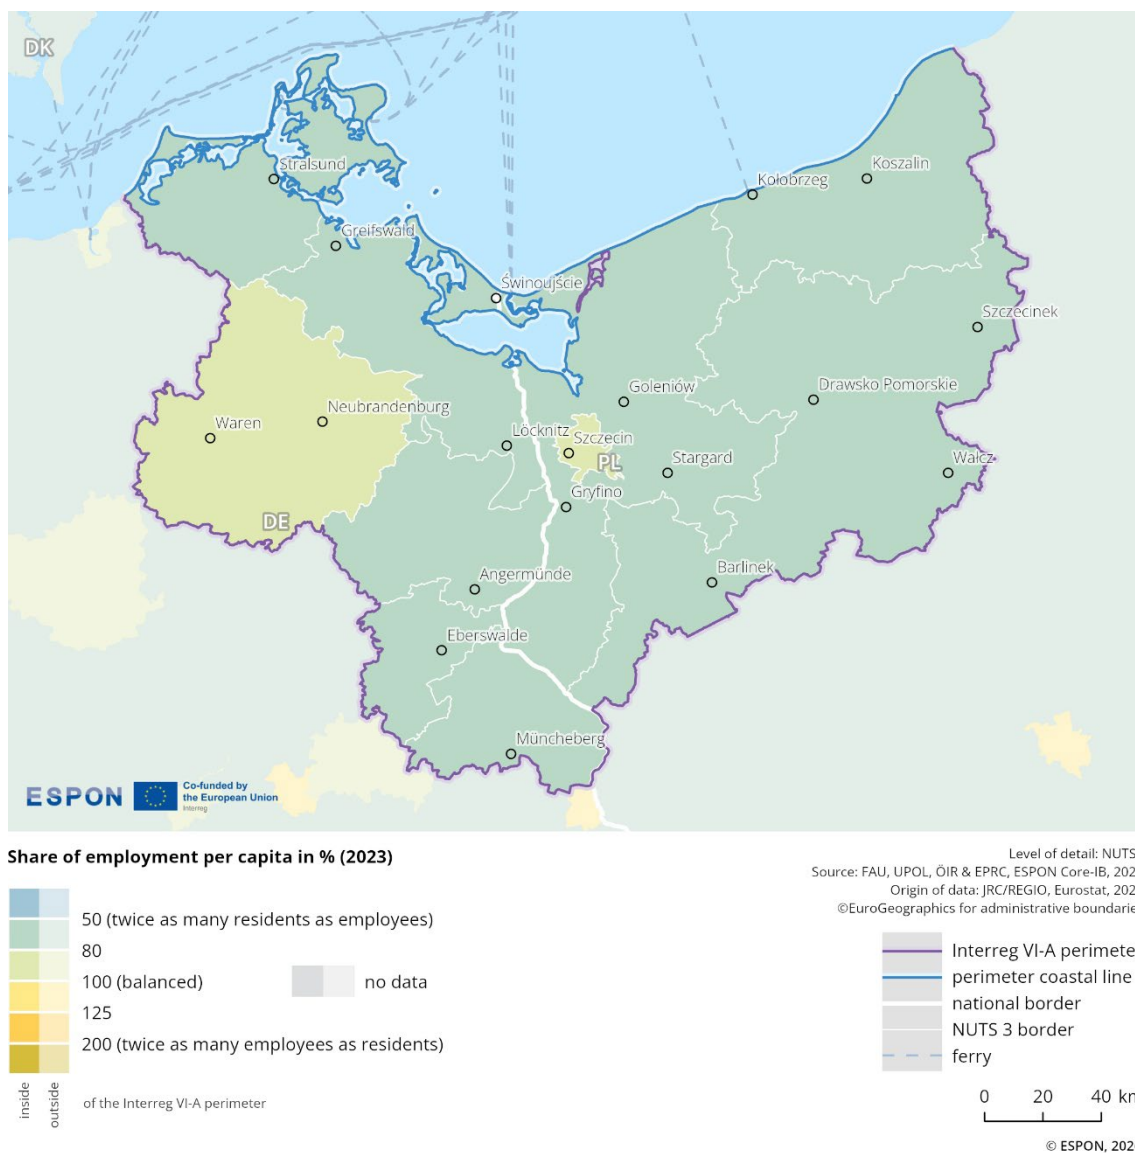 DK
Stralsund
Koszalin
Kołobrzeg
Greifswald
Świnoujście
Szczecinek
Goleniów
Drawsko Pomorskie
Neubrandenburg
Waren
Löcknitz
Szczecin
PL
Stargard
Wałcz
Gryfino
DE
Angermünde
Barlinek
Eberswalde
Müncheberg
ESPON
Co-funded by
the European Union
Interreg
Share of employment per capita in % (2023)
50 (twice as many residents as employees)
80
100 (balanced)
125
200 (twice as many employees as residents)
no data
inside
outside
of the Interreg VI-A perimeter
Level of detail: NUTS
Source: FAU, UPOL, ÖIR & EPRC, ESPON Core-IB, 202
Origin of data: JRC/REGIO, Eurostat, 202
©EuroGeographics for administrative boundarie
Interreg VI-A perimete
perimeter coastal line
national border
NUTS 3 border
ferry
0 20 40 km
© ESPON, 202